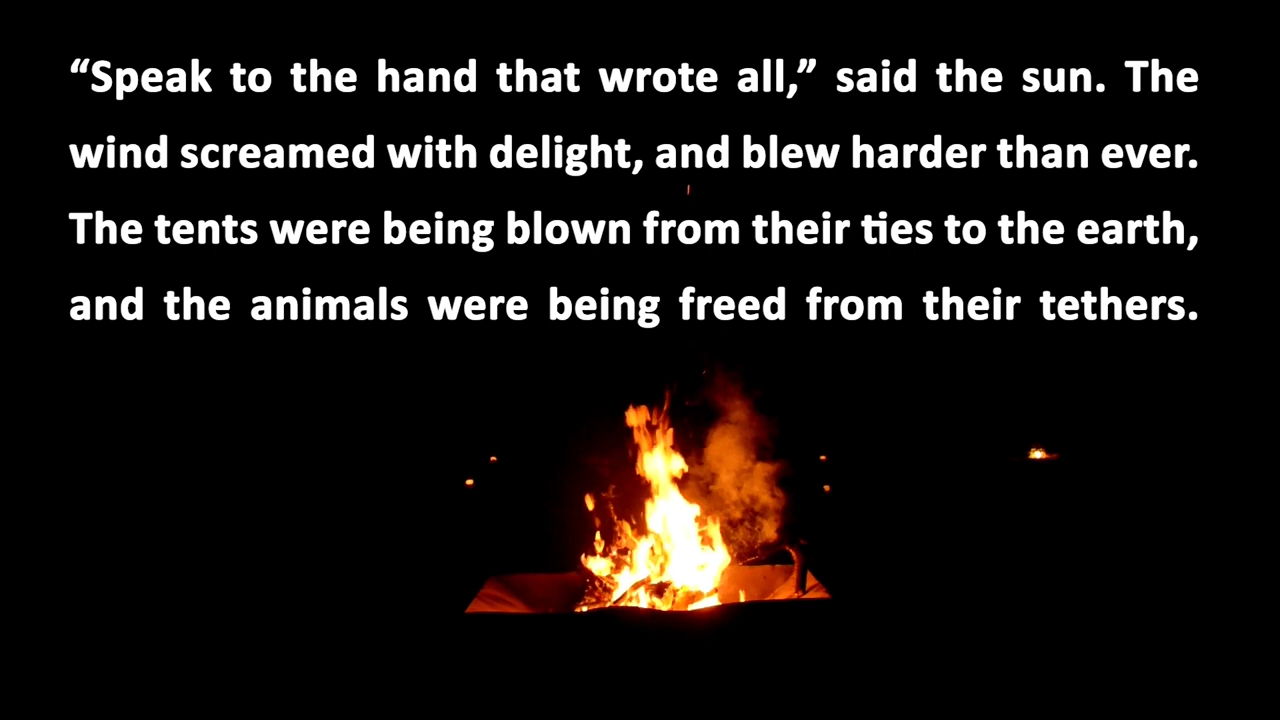 “Speak to the hand that wrote all,” said the sun. The
wind screamed with delight, and blew harder than ever.
The tents were being blown from their ties to the earth,
and the animals were being freed from their tethers.